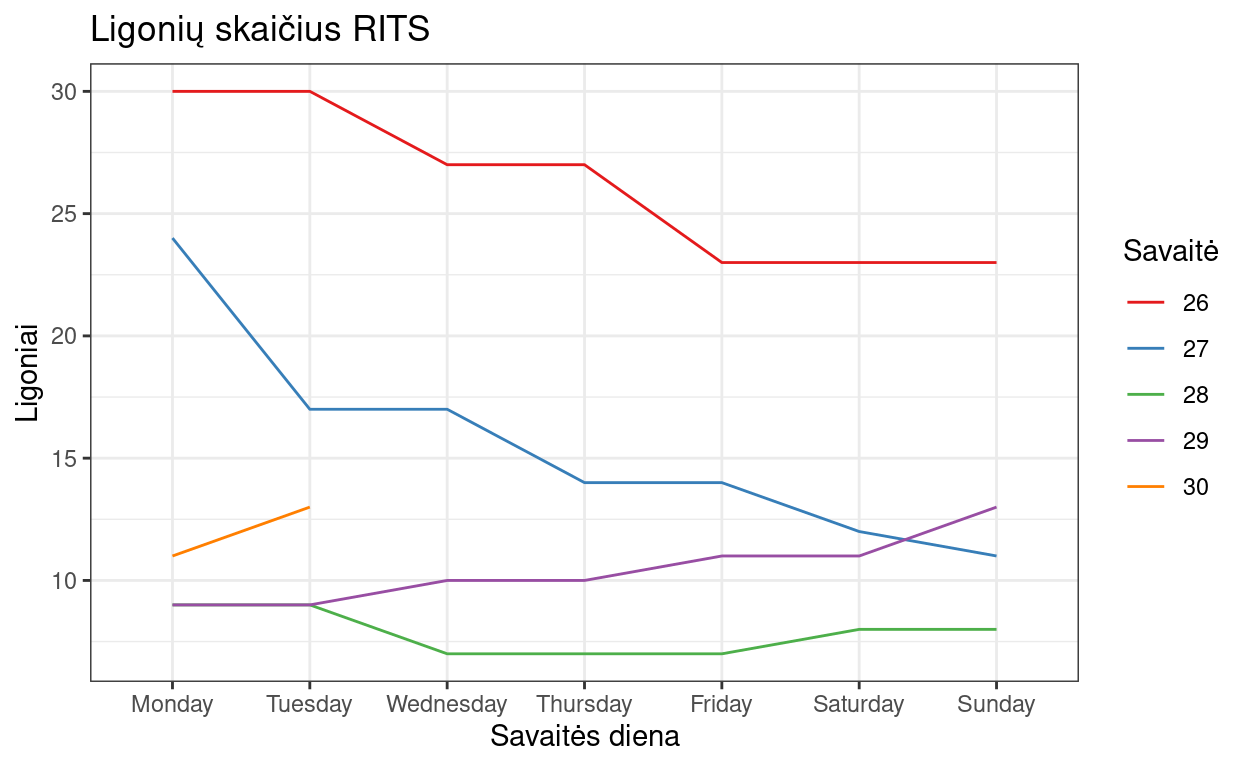 Ligonių skaičius RITS
30
25
20
15
10
Ligoniai
Monday Tuesday Wednesday Thursday Friday Saturday Sunday
Savaitės diena
Savaitė
26
27
28
29
30